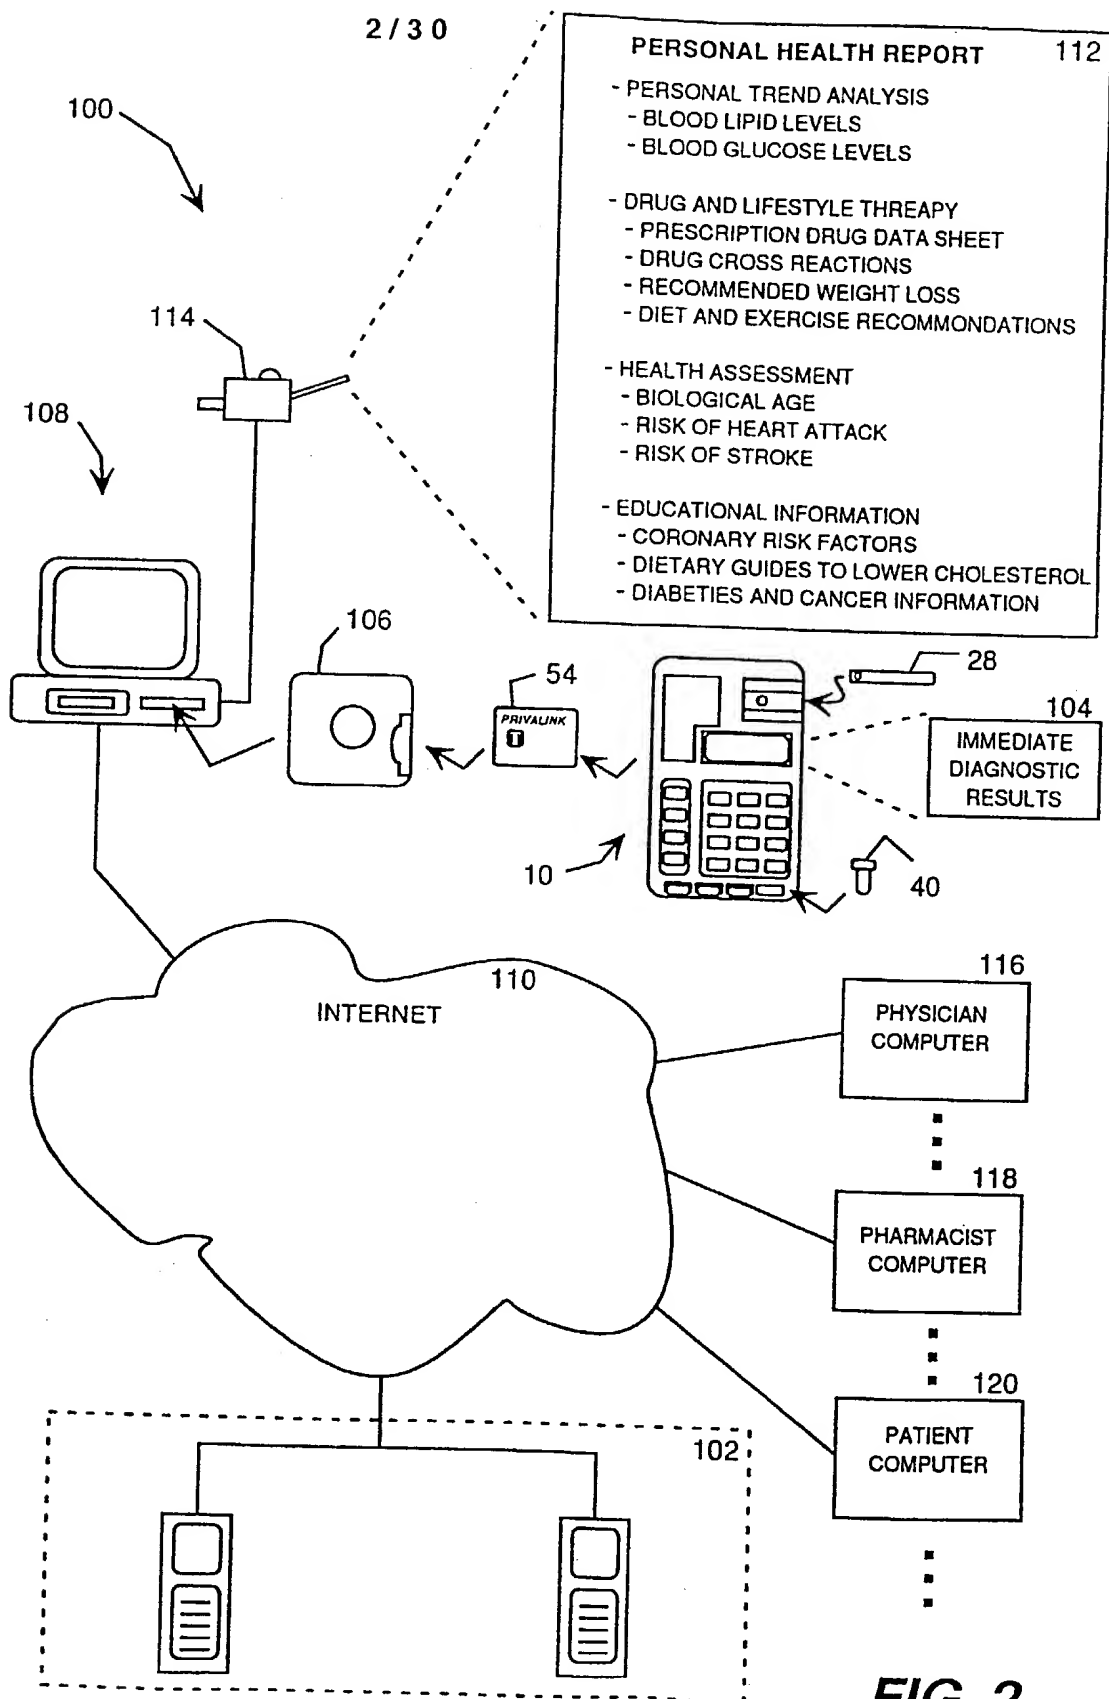 2/30
100
PERSONAL HEALTH REPORT 112
- PERSONAL TREND ANALYSIS
- BLOOD LIPID LEVELS
- BLOOD GLUCOSE LEVELS
- DRUG AND LIFESTYLE THREAPY
- PRESCRIPTION DRUG DATA SHEET
- DRUG CROSS REACTIONS
- RECOMMENDED WEIGHT LOSS
- DIET AND EXERCISE RECOMMONDATIONS
- HEALTH ASSESSMENT
- BIOLOGICAL AGE
- RISK OF HEART ATTACK
- RISK OF STROKE
- EDUCATIONAL INFORMATION
- CORONARY RISK FACTORS
- DIETARY GUIDES TO LOWER CHOLESTEROL
- DIABETIES AND CANCER INFORMATION
114
108
106
54
PRIVALINK
28
104
IMMEDIATE
DIAGNOSTIC
RESULTS
10
40
110
INTERNET
116
PHYSICIAN
COMPUTER
118
PHARMACIST
COMPUTER
120
PATIENT
COMPUTER
102
FIG. 2